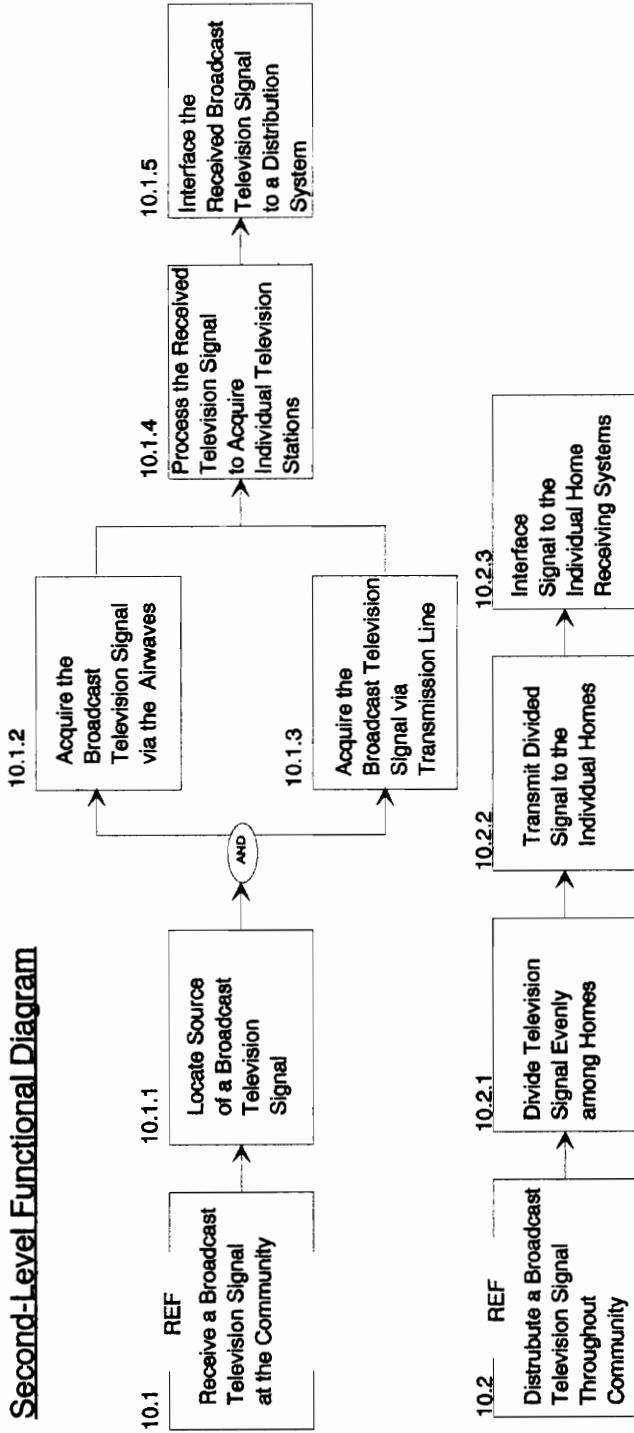 Second-Level Functional Diagram
10.1
REF
Receive a Broadcast
Television Signal
at the Community
10.1.1
Locate Source
of a Broadcast
Television
Signal
AND
10.1.2
Acquire the
Broadcast
Television Signal
via the Airwaves
10.1.3
Acquire the
Broadcast Television
Signal via
Transmission Line
10.1.4
Process the Received
Television Signal
to Acquire
Individual Television
Stations
10.1.5
Interface the
Received Broadcast
Television Signal
to a Distribution
System
10.2
REF
Distrubute a Broadcast
Television Signal
Throughout
Community
10.2.1
Divide Television
Signal Evenly
among Homes
10.2.2
Transmit Divided
Signal to the
Individual Homes
10.2.3
Interface
Signal to the
Individual Home
Receiving Systems